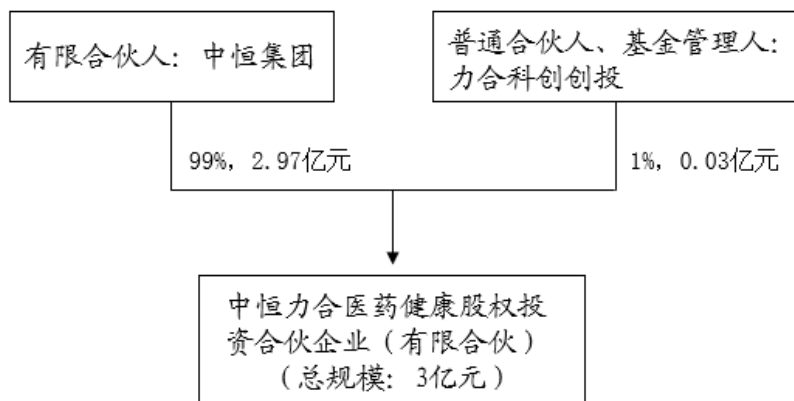 有限合伙人：中恒集团
普通合伙人、基金管理人：
力合科创创投
99%，2.97亿元
1%，0.03亿元
中恒力合医药健康股权投
资合伙企业（有限合伙）
（总规模：3亿元）